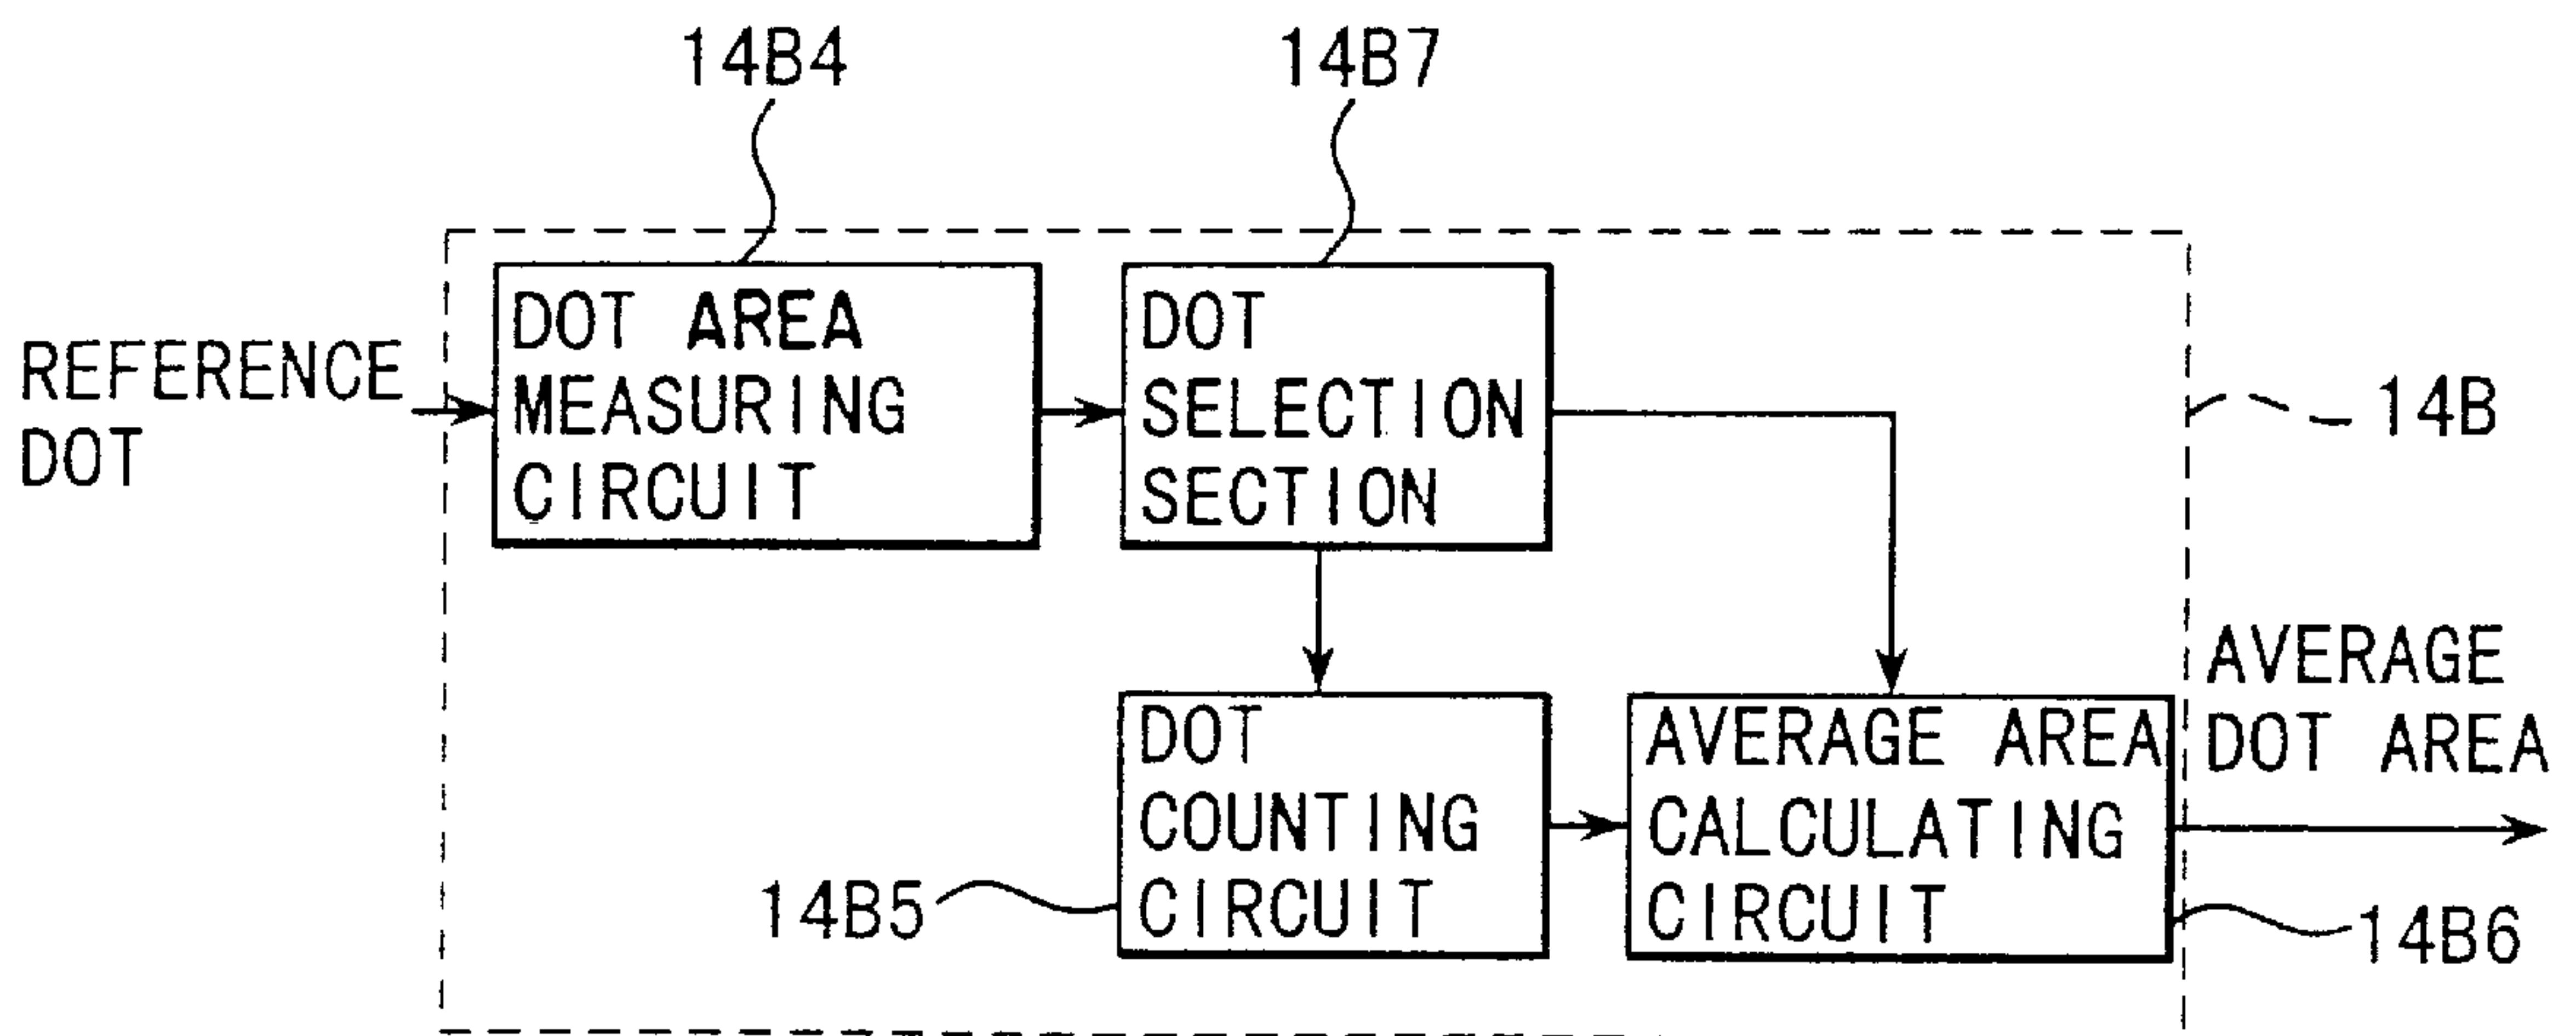 14B4
14B7
REFERENCE
DOT
DOT AREA
MEASURING
CIRCUIT
DOT
SELECTION
SECTION
14B
DOT
COUNTING
CIRCUIT
14B5
AVERAGE AREA
CALCULATING
CIRCUIT
14B6
AVERAGE
DOT AREA